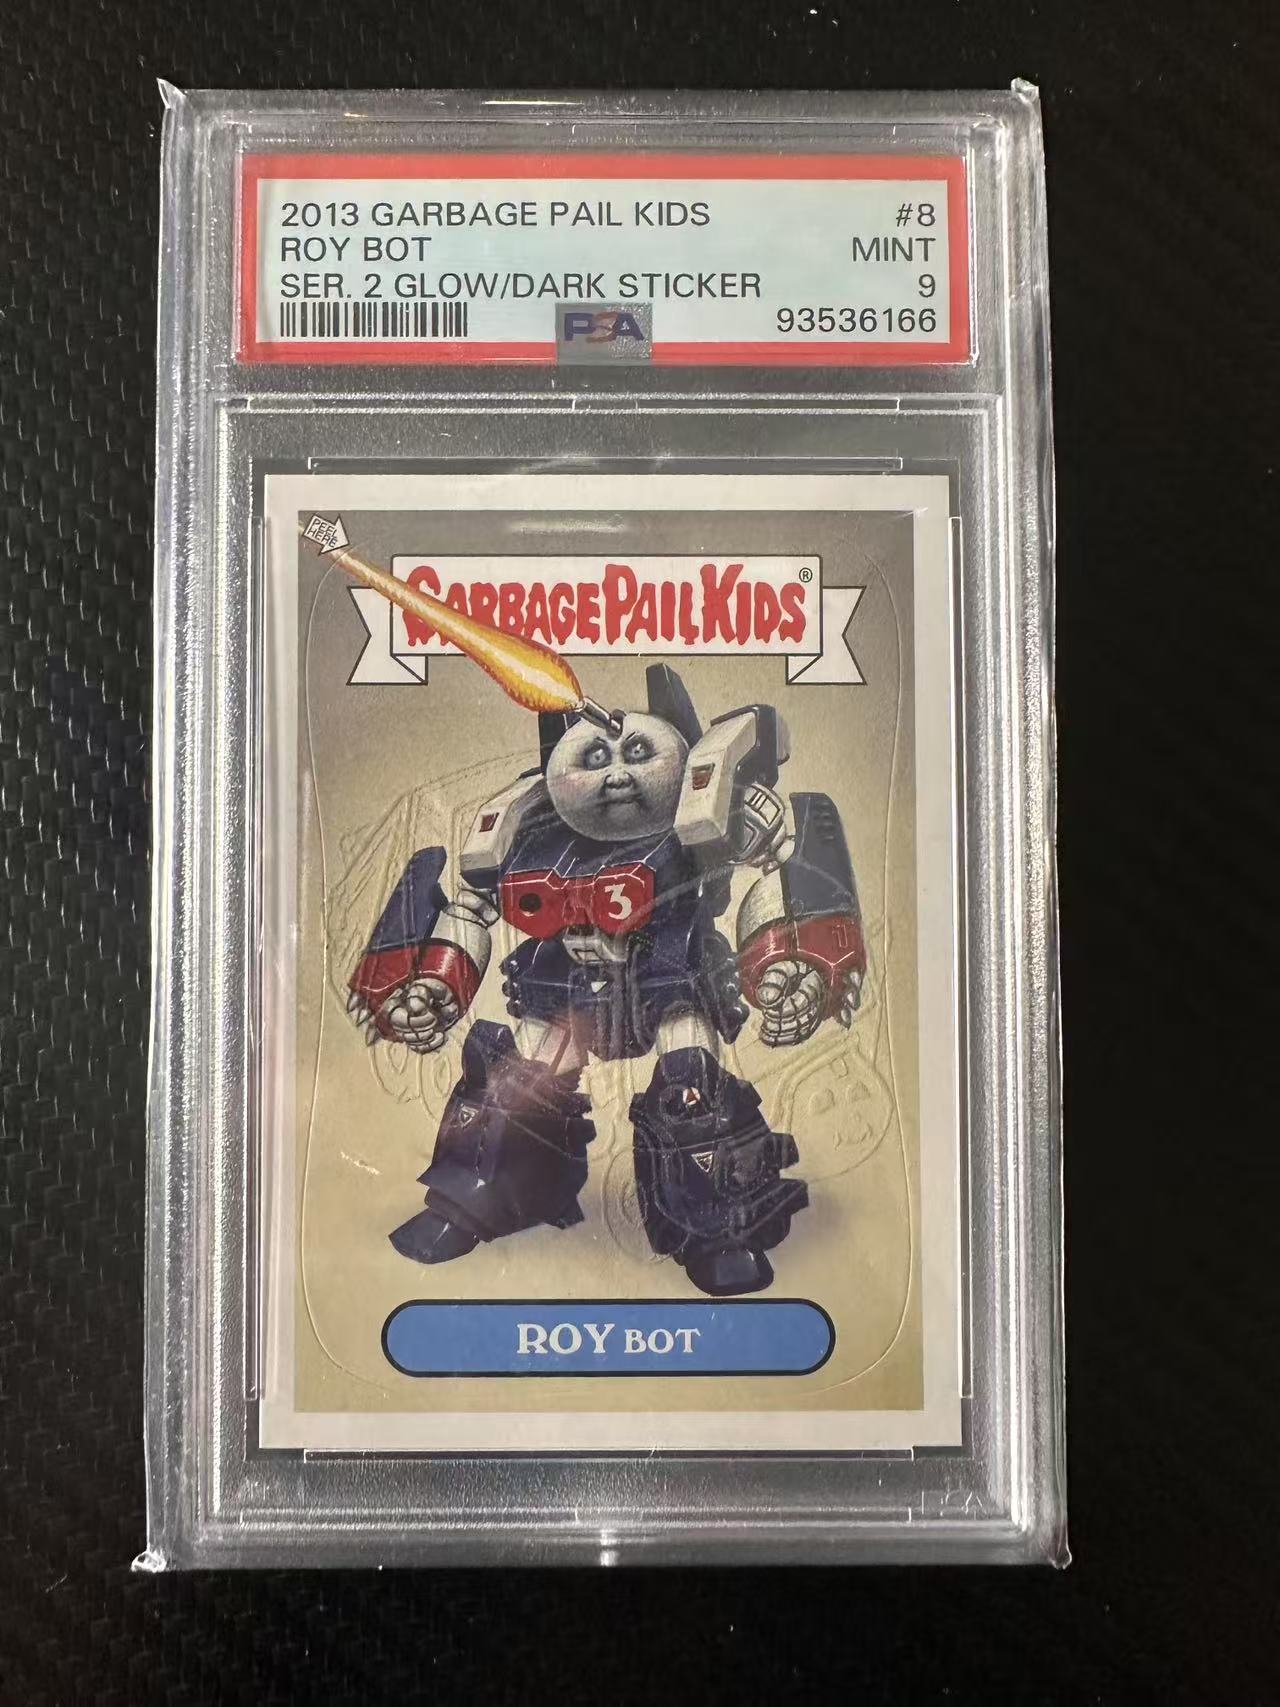 2013 GARBAGE PAIL KIDS #8
ROY BOT MINT
SER. 2 GLOW/DARK STICKER 9
PSA 93536166
PEEL HERE
GARBAGE PAIL KIDS®
3
ROY BOT